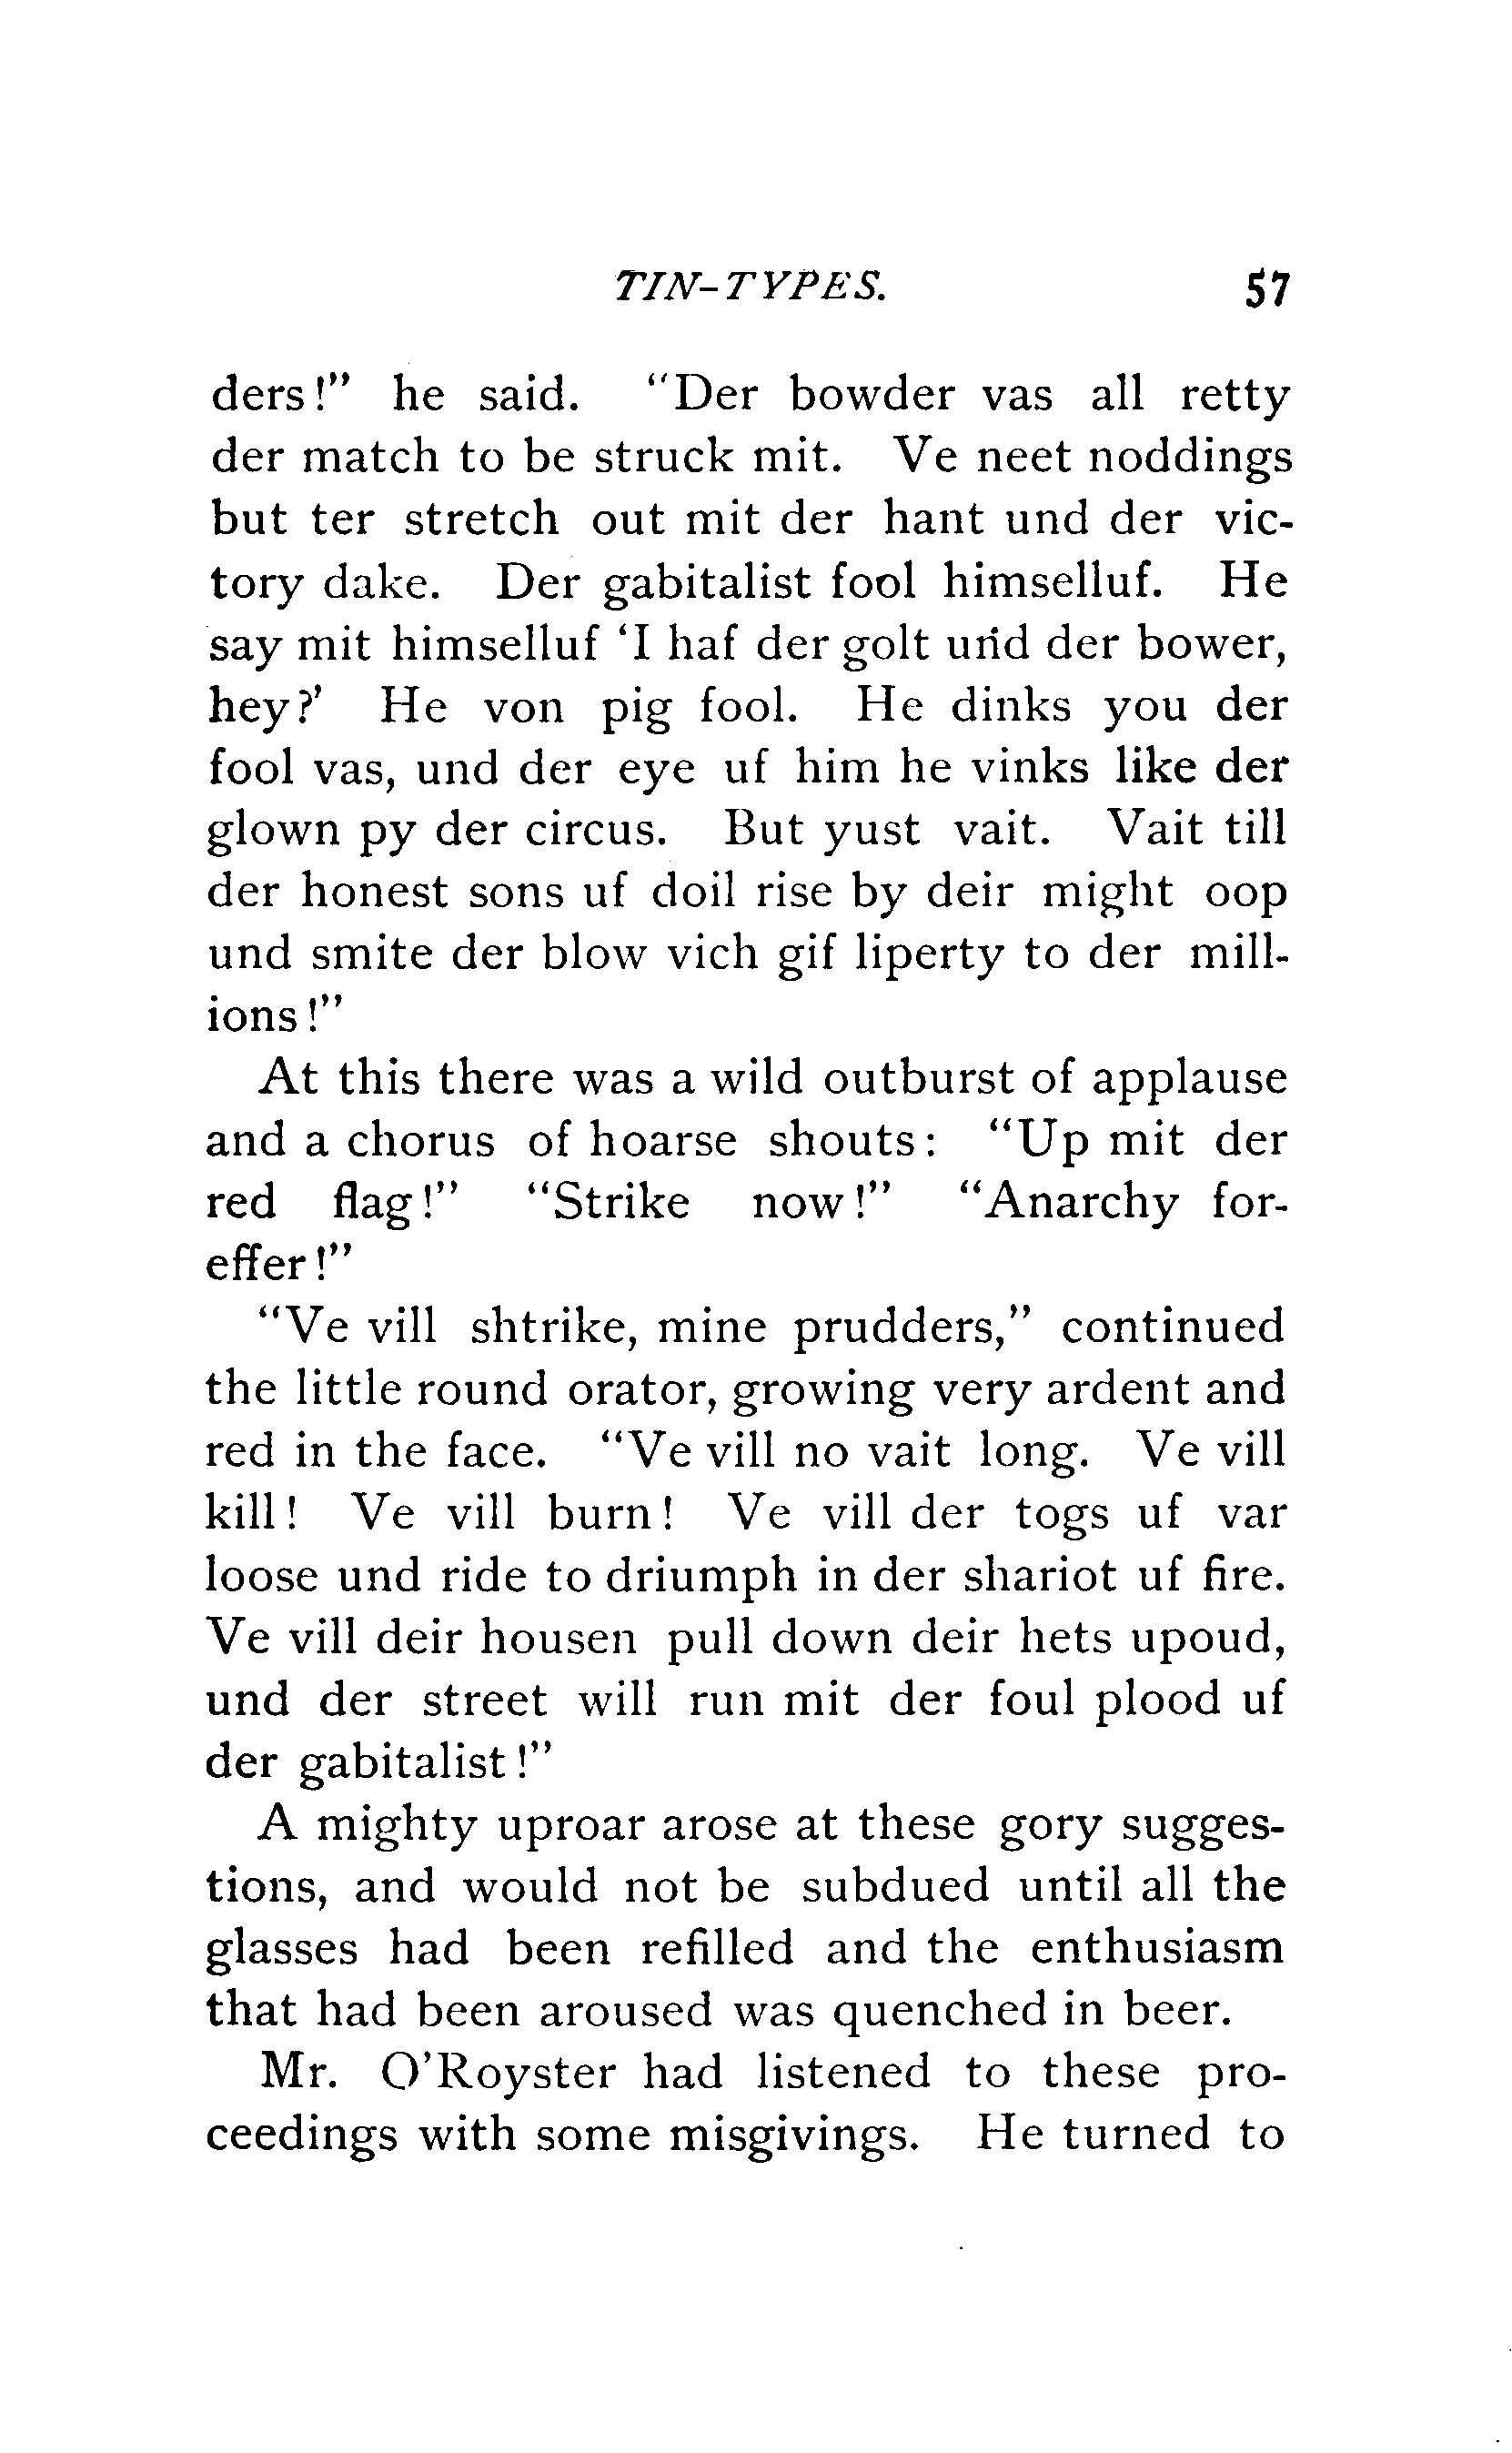 TIN-TYPES. 57
ders!" he said. "Der bowder vas all retty
der match to be struck mit. Ve neet noddings
but ter stretch out mit der hant und der vic-
tory dake. Der gabitalist fool himselluf. He
say mit himselluf 'I haf der golt und der bower,
hey?' He von pig fool. He dinks you der
fool vas, und der eye uf him he vinks like der
glown py der circus. But yust vait. Vait till
der honest sons uf doil rise by deir might oop
und smite der blow vich gif liperty to der mill-
ions!"
At this there was a wild outburst of applause
and a chorus of hoarse shouts: "Up mit der
red flag!" "Strike now!" "Anarchy for-
effer!"
"Ve vill shtrike, mine prudders," continued
the little round orator, growing very ardent and
red in the face. "Ve vill no vait long. Ve vill
kill! Ve vill burn! Ve vill der togs uf var
loose und ride to driumph in der shariot uf fire.
Ve vill deir housen pull down deir hets upoud,
und der street will run mit der foul plood uf
der gabitalist!"
A mighty uproar arose at these gory sugges-
tions, and would not be subdued until all the
glasses had been refilled and the enthusiasm
that had been aroused was quenched in beer.
Mr. O'Royster had listened to these pro-
ceedings with some misgivings. He turned to